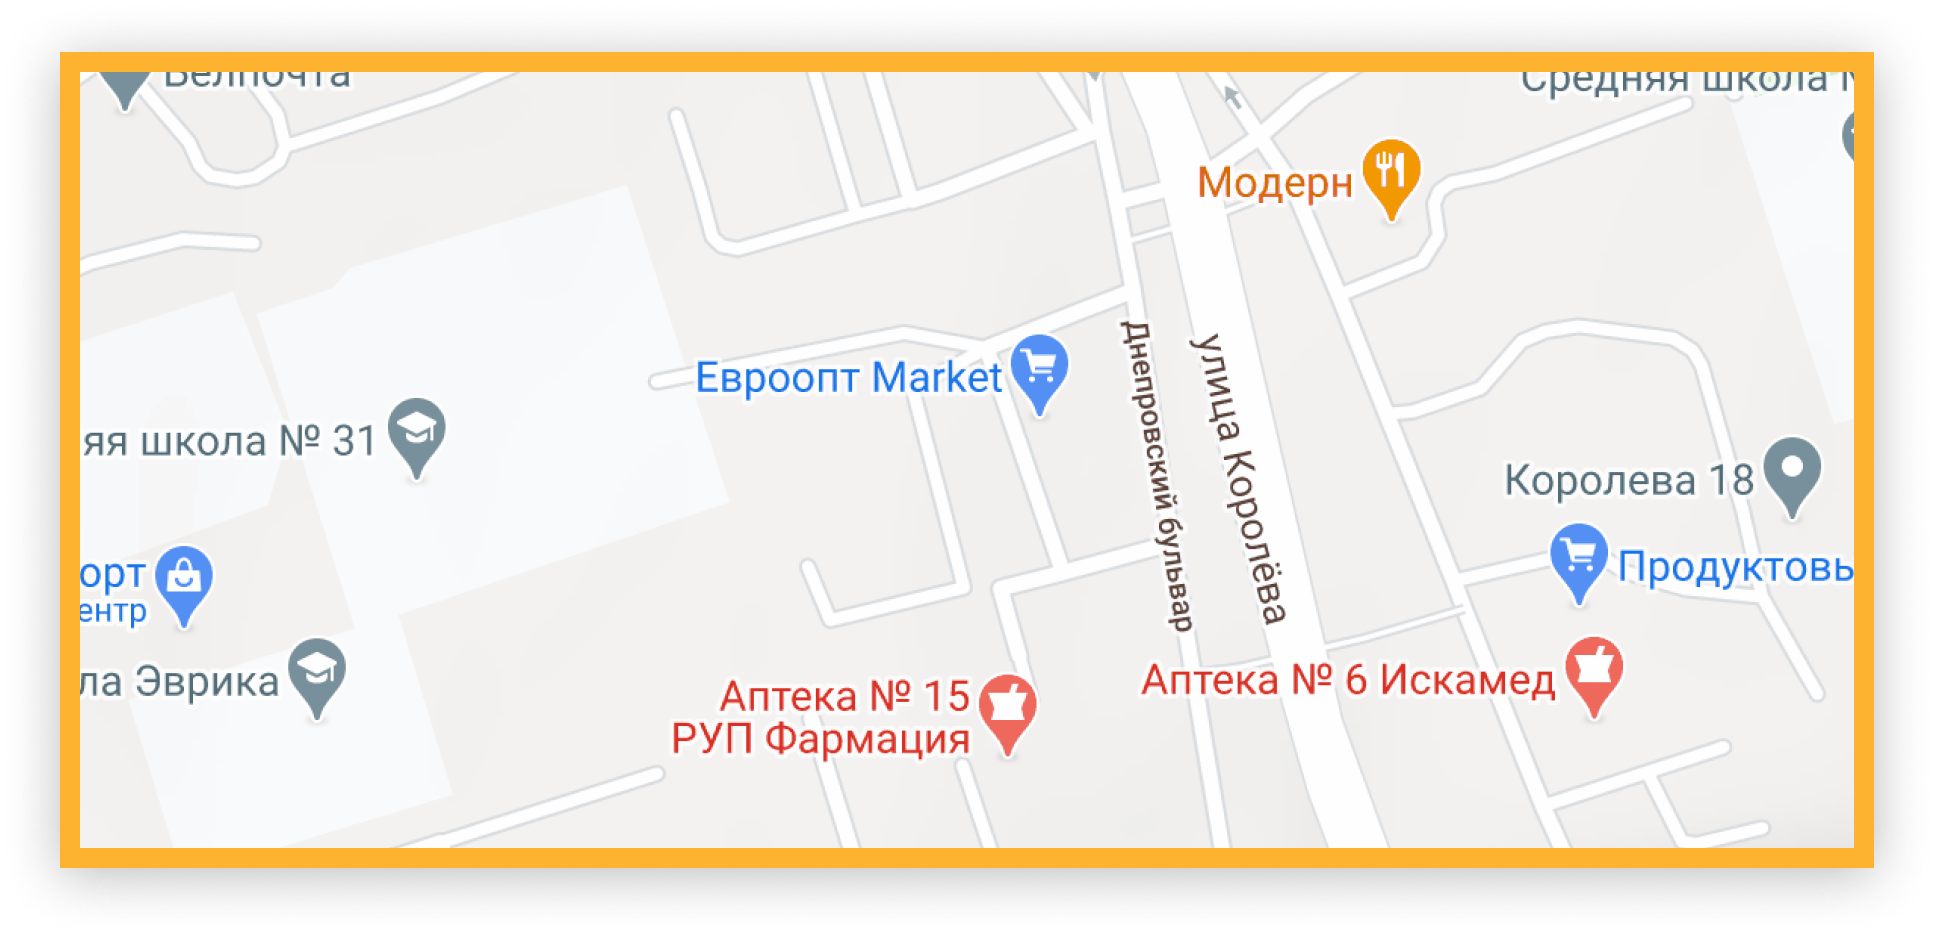 Белпочта
Средняя школа
Модерн
Евроопт Market
Днепровский бульвар
улица Королёва
яя школа № 31
Королева 18
орт
ентр
Продуктовы
ла Эврика
Аптека № 15
РУП Фармация
Аптека № 6 Искамед